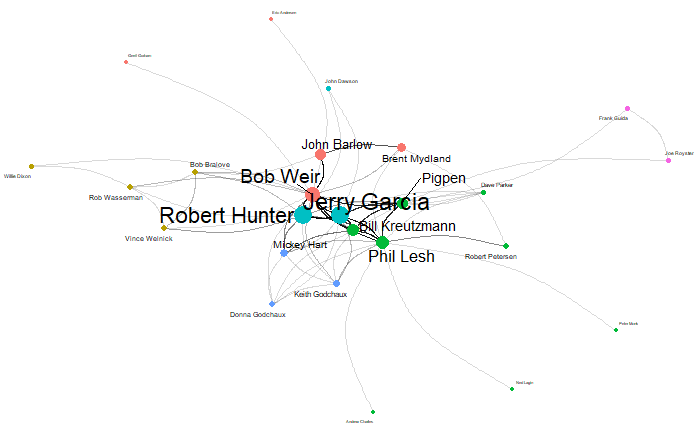 Eric Andersen
Gerrit Graham
John Dawson
Frank Guida
John Barlow
Joe Royster
Brent Mydland
Bob Bralove
Willie Dixon
Bob Weir
Pigpen
Dave Parker
Rob Wasserman
Jerry Garcia
Robert Hunter
Bill Kreutzmann
Vince Welnick
Mickey Hart
Phil Lesh
Robert Petersen
Keith Godchaux
Donna Godchaux
Peter Monk
Ned Lagin
Andrew Charles